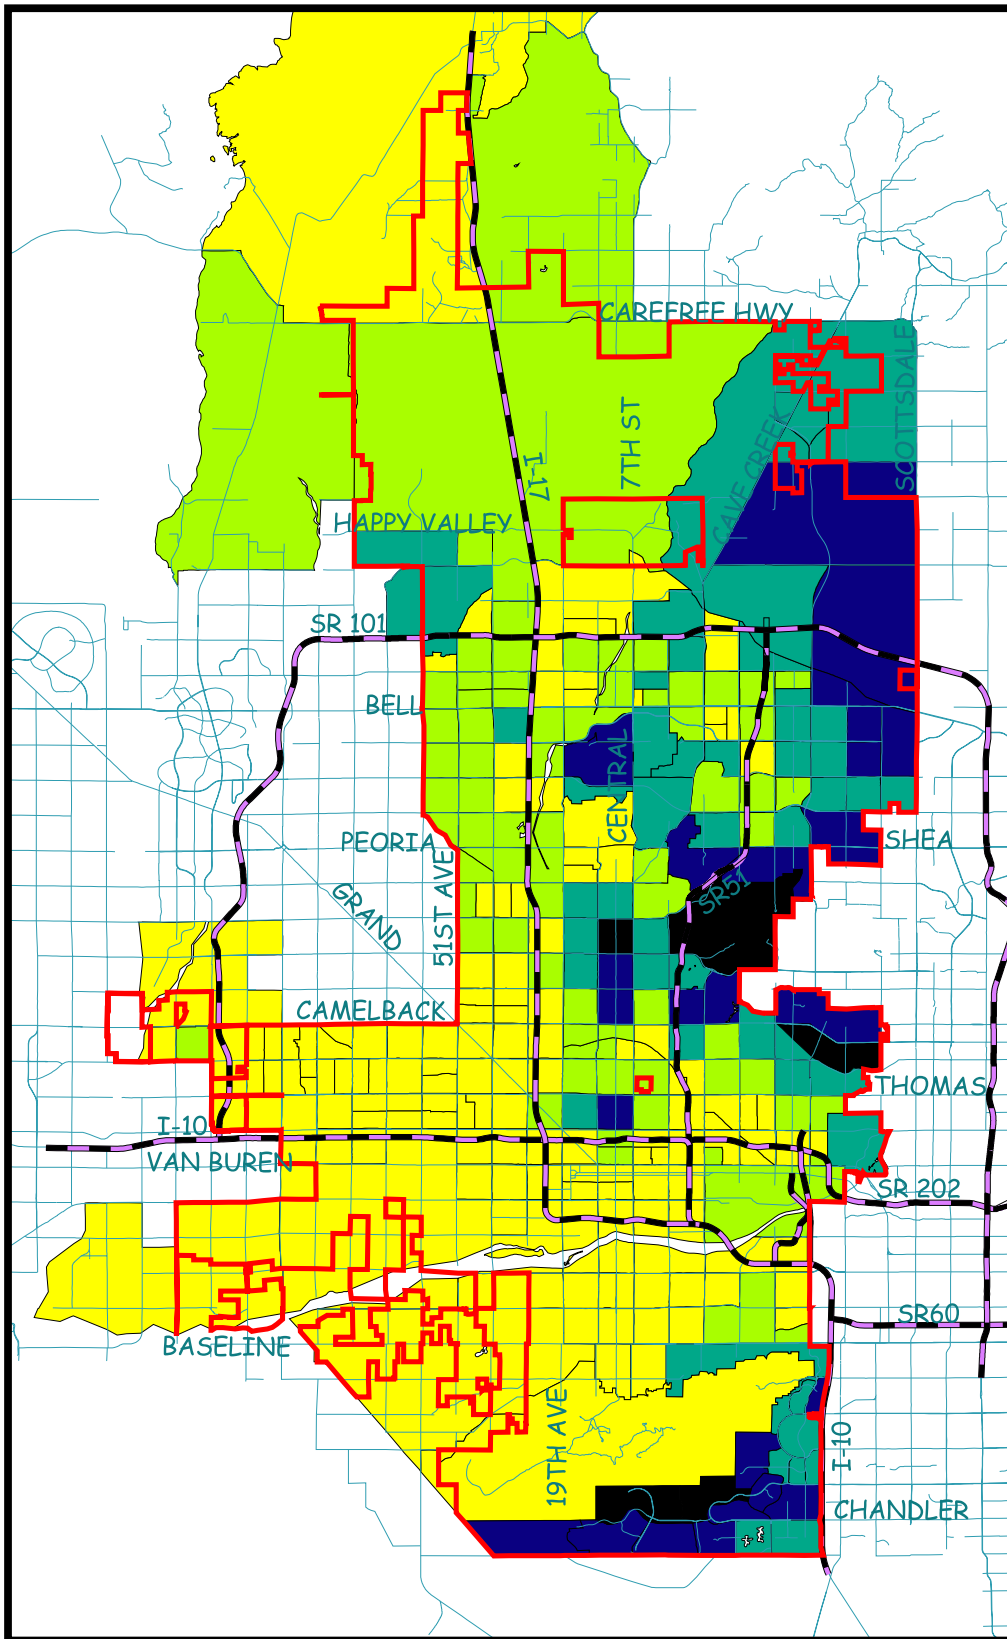 CAREFREE HWY
SCOTTSDALE
7TH ST
CAVE CREEK
I-17
HAPPY VALLEY
SR 101
BELL
CENTRAL
PEORIA
SHEA
51ST AVE
GRAND
SR51
CAMELBACK
THOMAS
I-10
VAN BUREN
SR 202
SR60
BASELINE
19TH AVE
I-10
CHANDLER